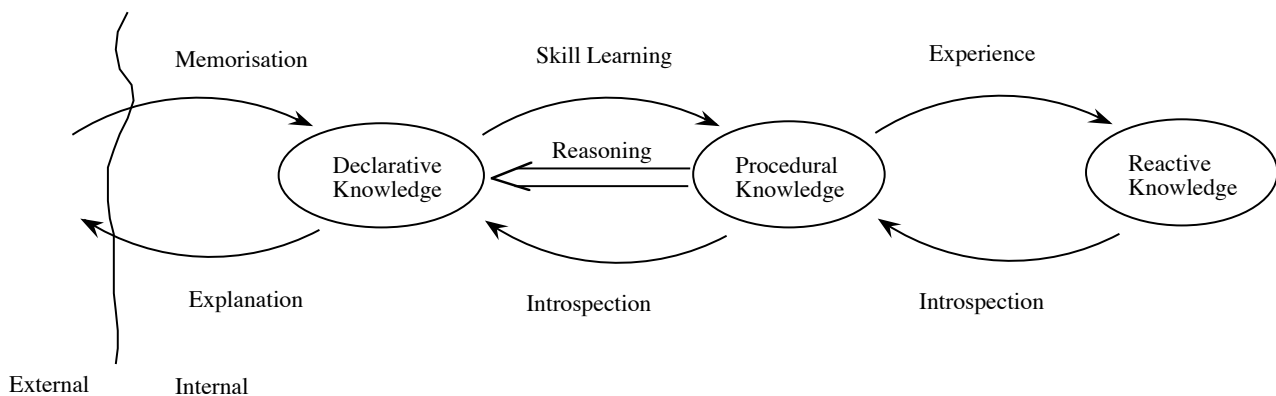 Memorisation
Skill Learning
Experience
Reasoning
Declarative
Knowledge
Procedural
Knowledge
Reactive
Knowledge
Explanation
Introspection
Introspection
External
Internal